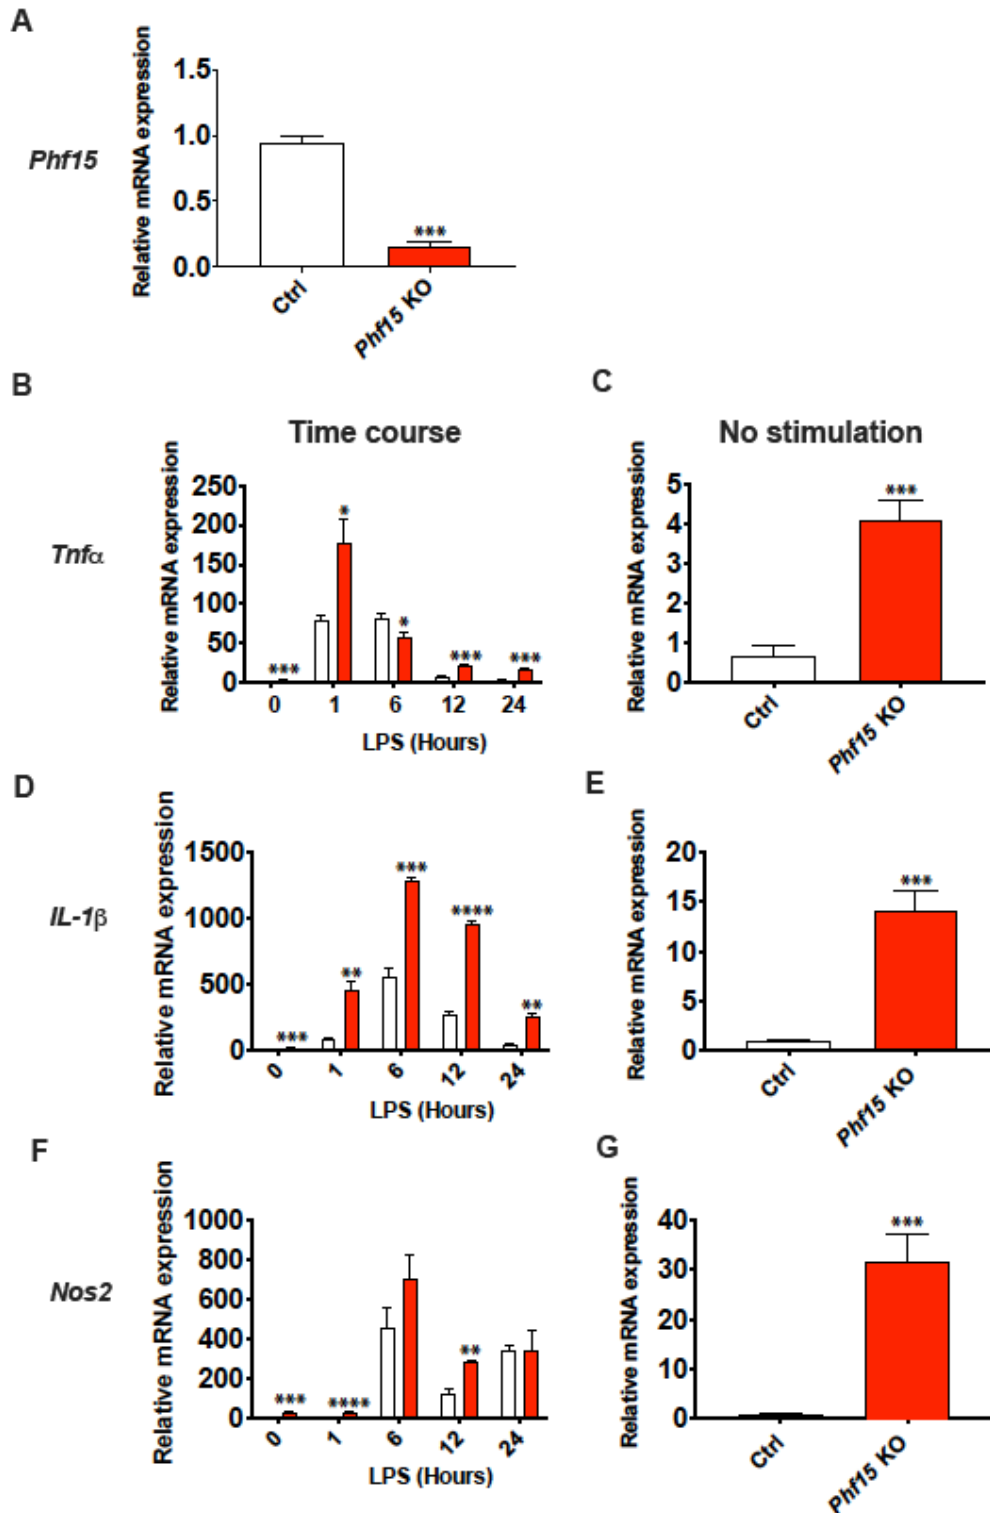 A
Phf15
Relative mRNA expression
1.5
1.0
0.5
0.0
***
Ctrl
Phf15 KO
B
Time course
Tnfα
Relative mRNA expression
250
200
150
100
50
0
***
*
*
***
***
0 1 6 12 24
LPS (Hours)
C
No stimulation
Relative mRNA expression
5
4
3
2
1
0
***
Ctrl
Phf15 KO
D
IL-1β
Relative mRNA expression
1500
1000
500
0
***
**
***
****
**
0 1 6 12 24
LPS (Hours)
E
Relative mRNA expression
20
15
10
5
0
***
Ctrl
Phf15 KO
F
Nos2
Relative mRNA expression
1000
800
600
400
200
0
***
****
**
0 1 6 12 24
LPS (Hours)
G
Relative mRNA expression
40
30
20
10
0
***
Ctrl
Phf15 KO